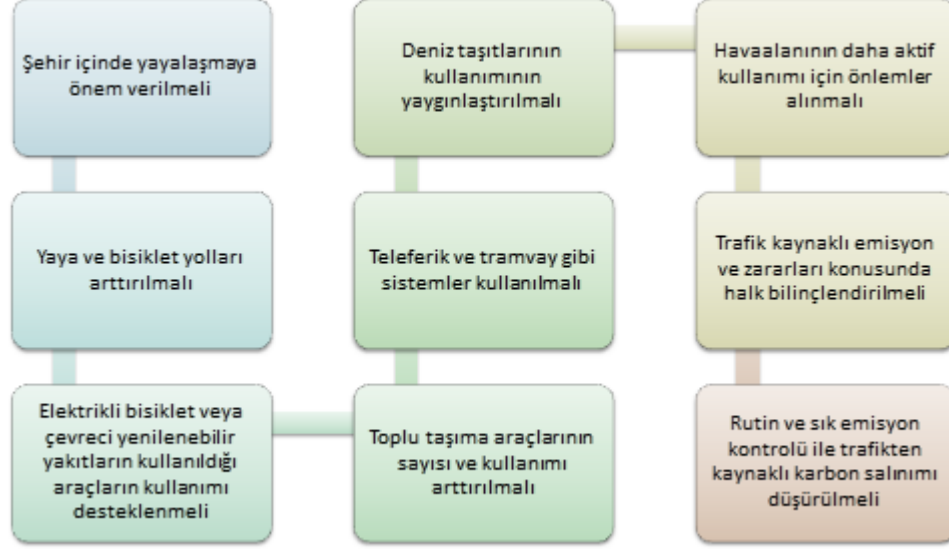 Şehir içinde yayalaşmaya
önem verilmeli
Yaya ve bisiklet yolları
arttırılmalı
Elektrikli bisiklet veya
çevreci yenilenebilir
yakıtların kullanıldığı
araçların kullanımı
desteklenmeli
Toplu taşıma araçlarının
sayısı ve kullanımı
arttırılmalı
Teleferik ve tramvay gibi
sistemler kullanılmalı
Deniz taşıtlarının
kullanımının
yaygınlaştırılmalı
Havaalanının daha aktif
kullanımı için önlemler
alınmalı
Trafik kaynaklı emisyon
ve zararları konusunda
halk bilinçlendirilmeli
Rutin ve sık emisyon
kontrolü ile trafikten
kaynaklı karbon salınımı
düşürülmeli